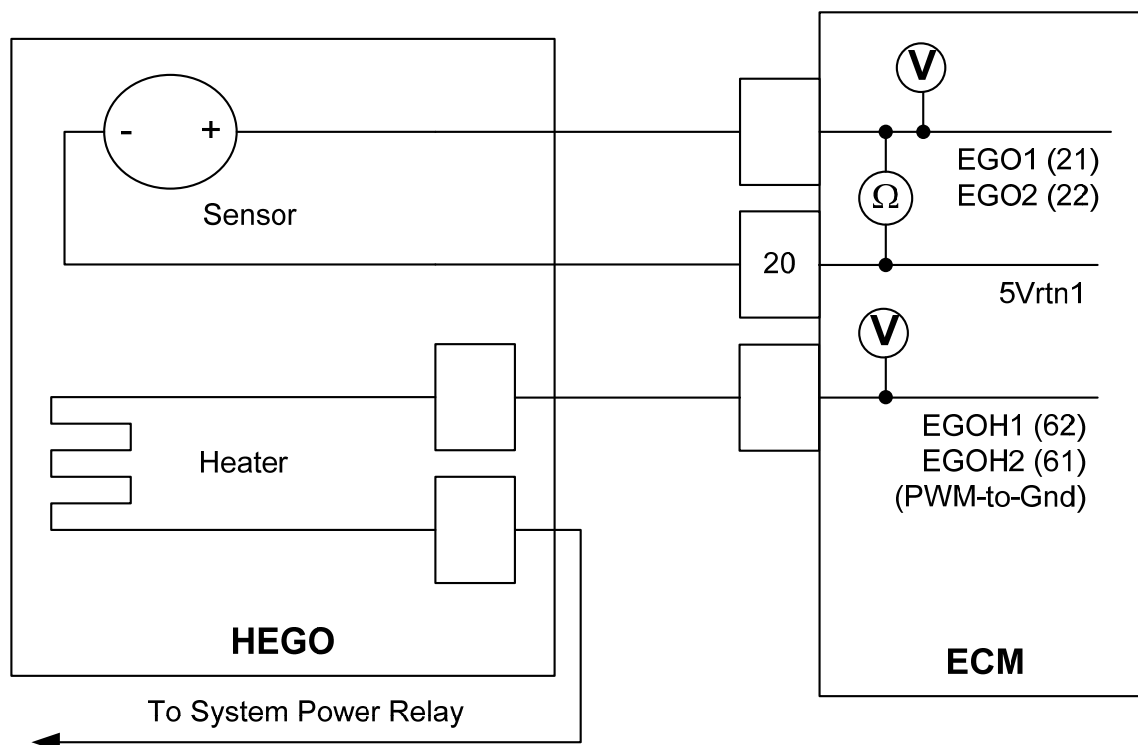 V
- +
EGO1 (21)
Ω
EGO2 (22)
Sensor
20
5Vrtn1
V
EGOH1 (62)
Heater
EGOH2 (61)
(PWM-to-Gnd)
HEGO
ECM
To System Power Relay